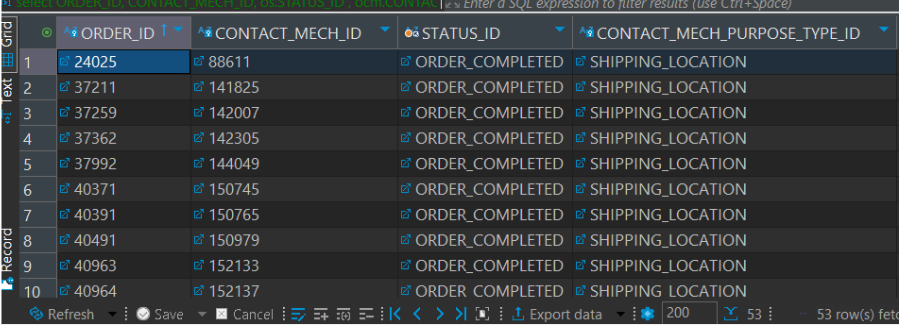 select ORDER_ID, CONTACT_MECH_ID, os.STATUS_ID , ocm.CONTAC Enter a SQL expression to filter results (use Ctrl+Space)
Grid
Text
Record
ORDER_ID CONTACT_MECH_ID STATUS_ID CONTACT_MECH_PURPOSE_TYPE_ID
1 24025 88611 ORDER_COMPLETED SHIPPING_LOCATION
2 37211 141825 ORDER_COMPLETED SHIPPING_LOCATION
3 37259 142007 ORDER_COMPLETED SHIPPING_LOCATION
4 37362 142305 ORDER_COMPLETED SHIPPING_LOCATION
5 37992 144049 ORDER_COMPLETED SHIPPING_LOCATION
6 40371 150745 ORDER_COMPLETED SHIPPING_LOCATION
7 40391 150765 ORDER_COMPLETED SHIPPING_LOCATION
8 40491 150979 ORDER_COMPLETED SHIPPING_LOCATION
9 40963 152133 ORDER_COMPLETED SHIPPING_LOCATION
10 40964 152137 ORDER_COMPLETED SHIPPING_LOCATION
Refresh Save Cancel Export data 200 53 53 row(s) fetc